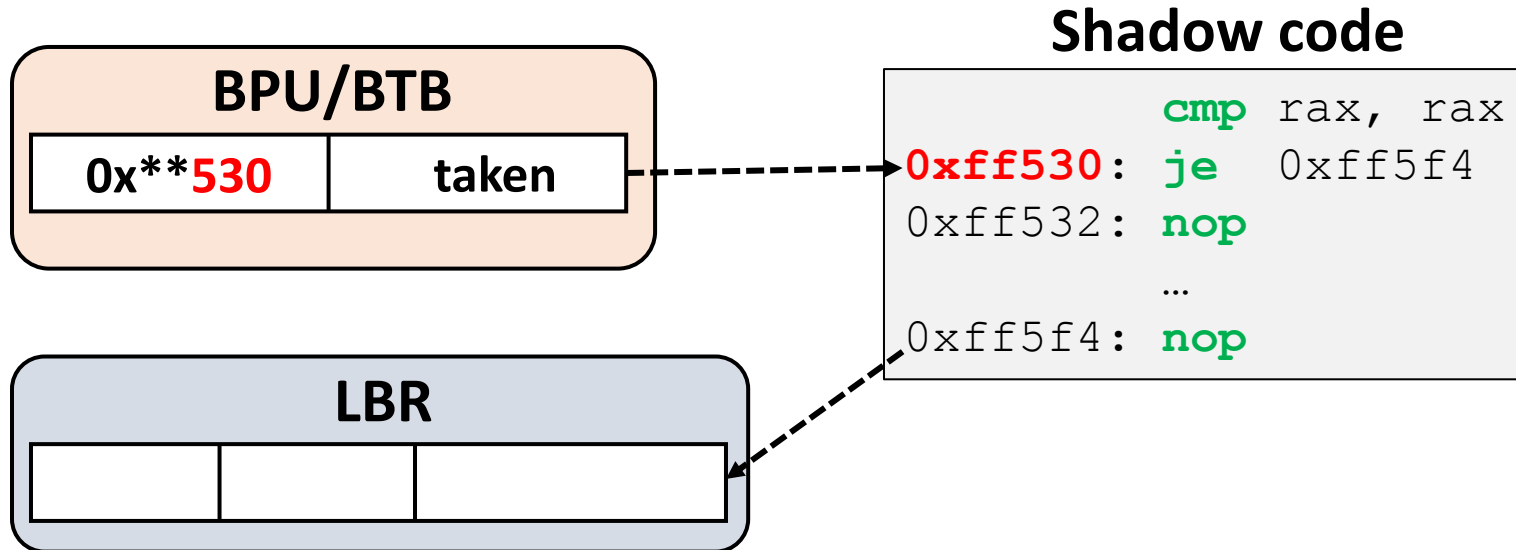 BPU/BTB
0x**530 taken
LBR
Shadow code
cmp rax, rax
0xff530: je 0xff5f4
0xff532: nop
…
0xff5f4: nop